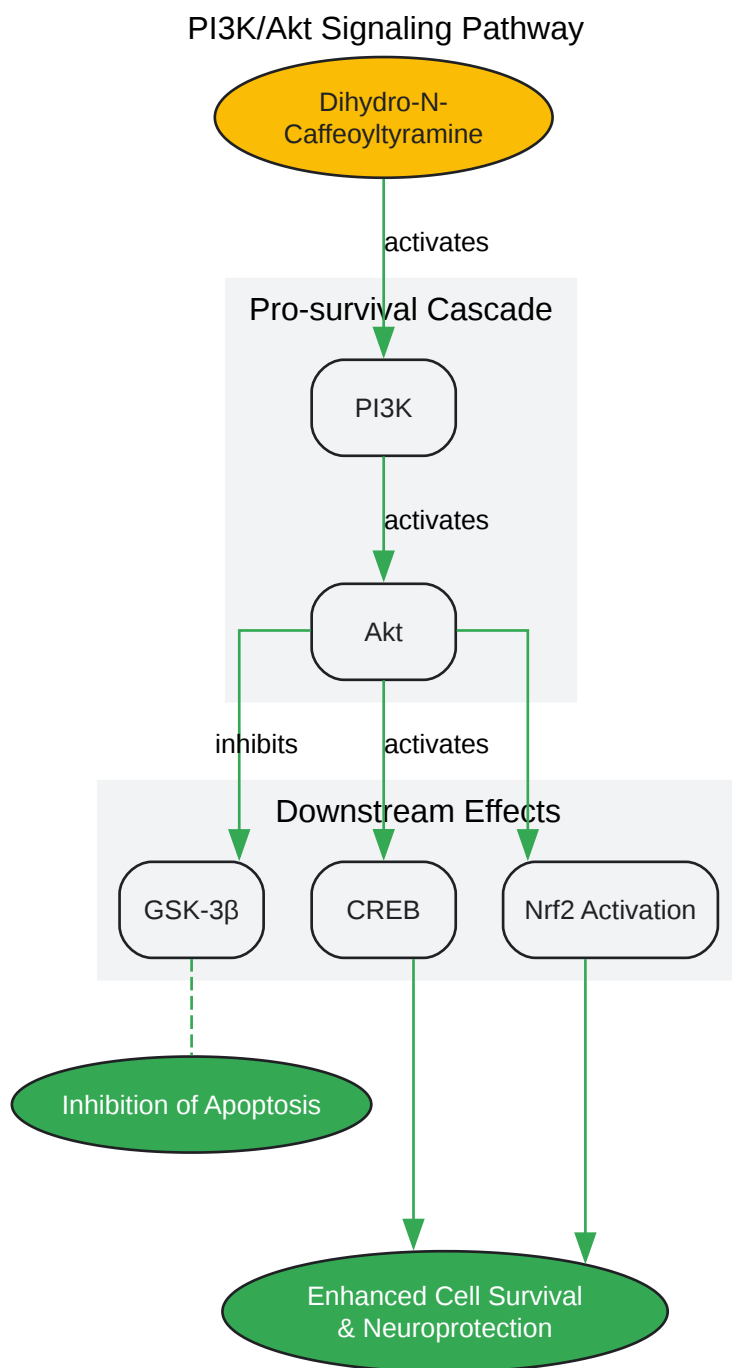 PI3K/Akt Signaling Pathway
Dihydro-N-
Caffeoyltyramine
activates
Pro-survival Cascade
PI3K
activates
Akt
inhibits
activates
Downstream Effects
GSK-3β
CREB
Nrf2 Activation
Inhibition of Apoptosis
Enhanced Cell Survival
& Neuroprotection